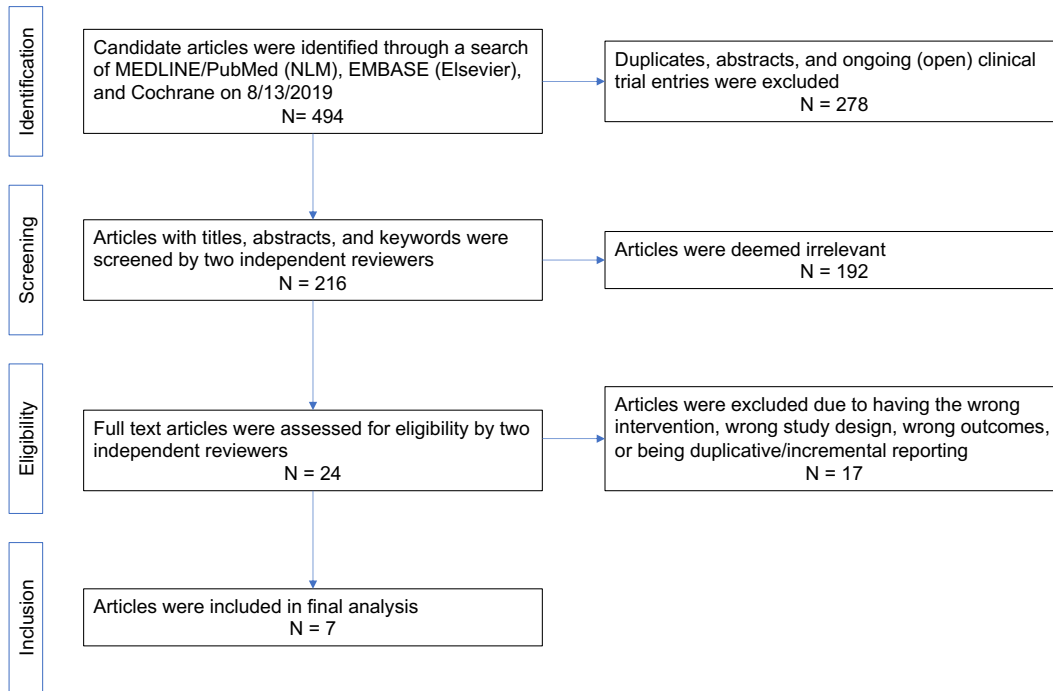 Identification
Candidate articles were identified through a search
of MEDLINE/PubMed (NLM), EMBASE (Elsevier),
and Cochrane on 8/13/2019
N= 494
Duplicates, abstracts, and ongoing (open) clinical
trial entries were excluded
N = 278
Screening
Articles with titles, abstracts, and keywords were
screened by two independent reviewers
N = 216
Articles were deemed irrelevant
N = 192
Eligibility
Full text articles were assessed for eligibility by two
independent reviewers
N = 24
Articles were excluded due to having the wrong
intervention, wrong study design, wrong outcomes,
or being duplicative/incremental reporting
N = 17
Inclusion
Articles were included in final analysis
N = 7